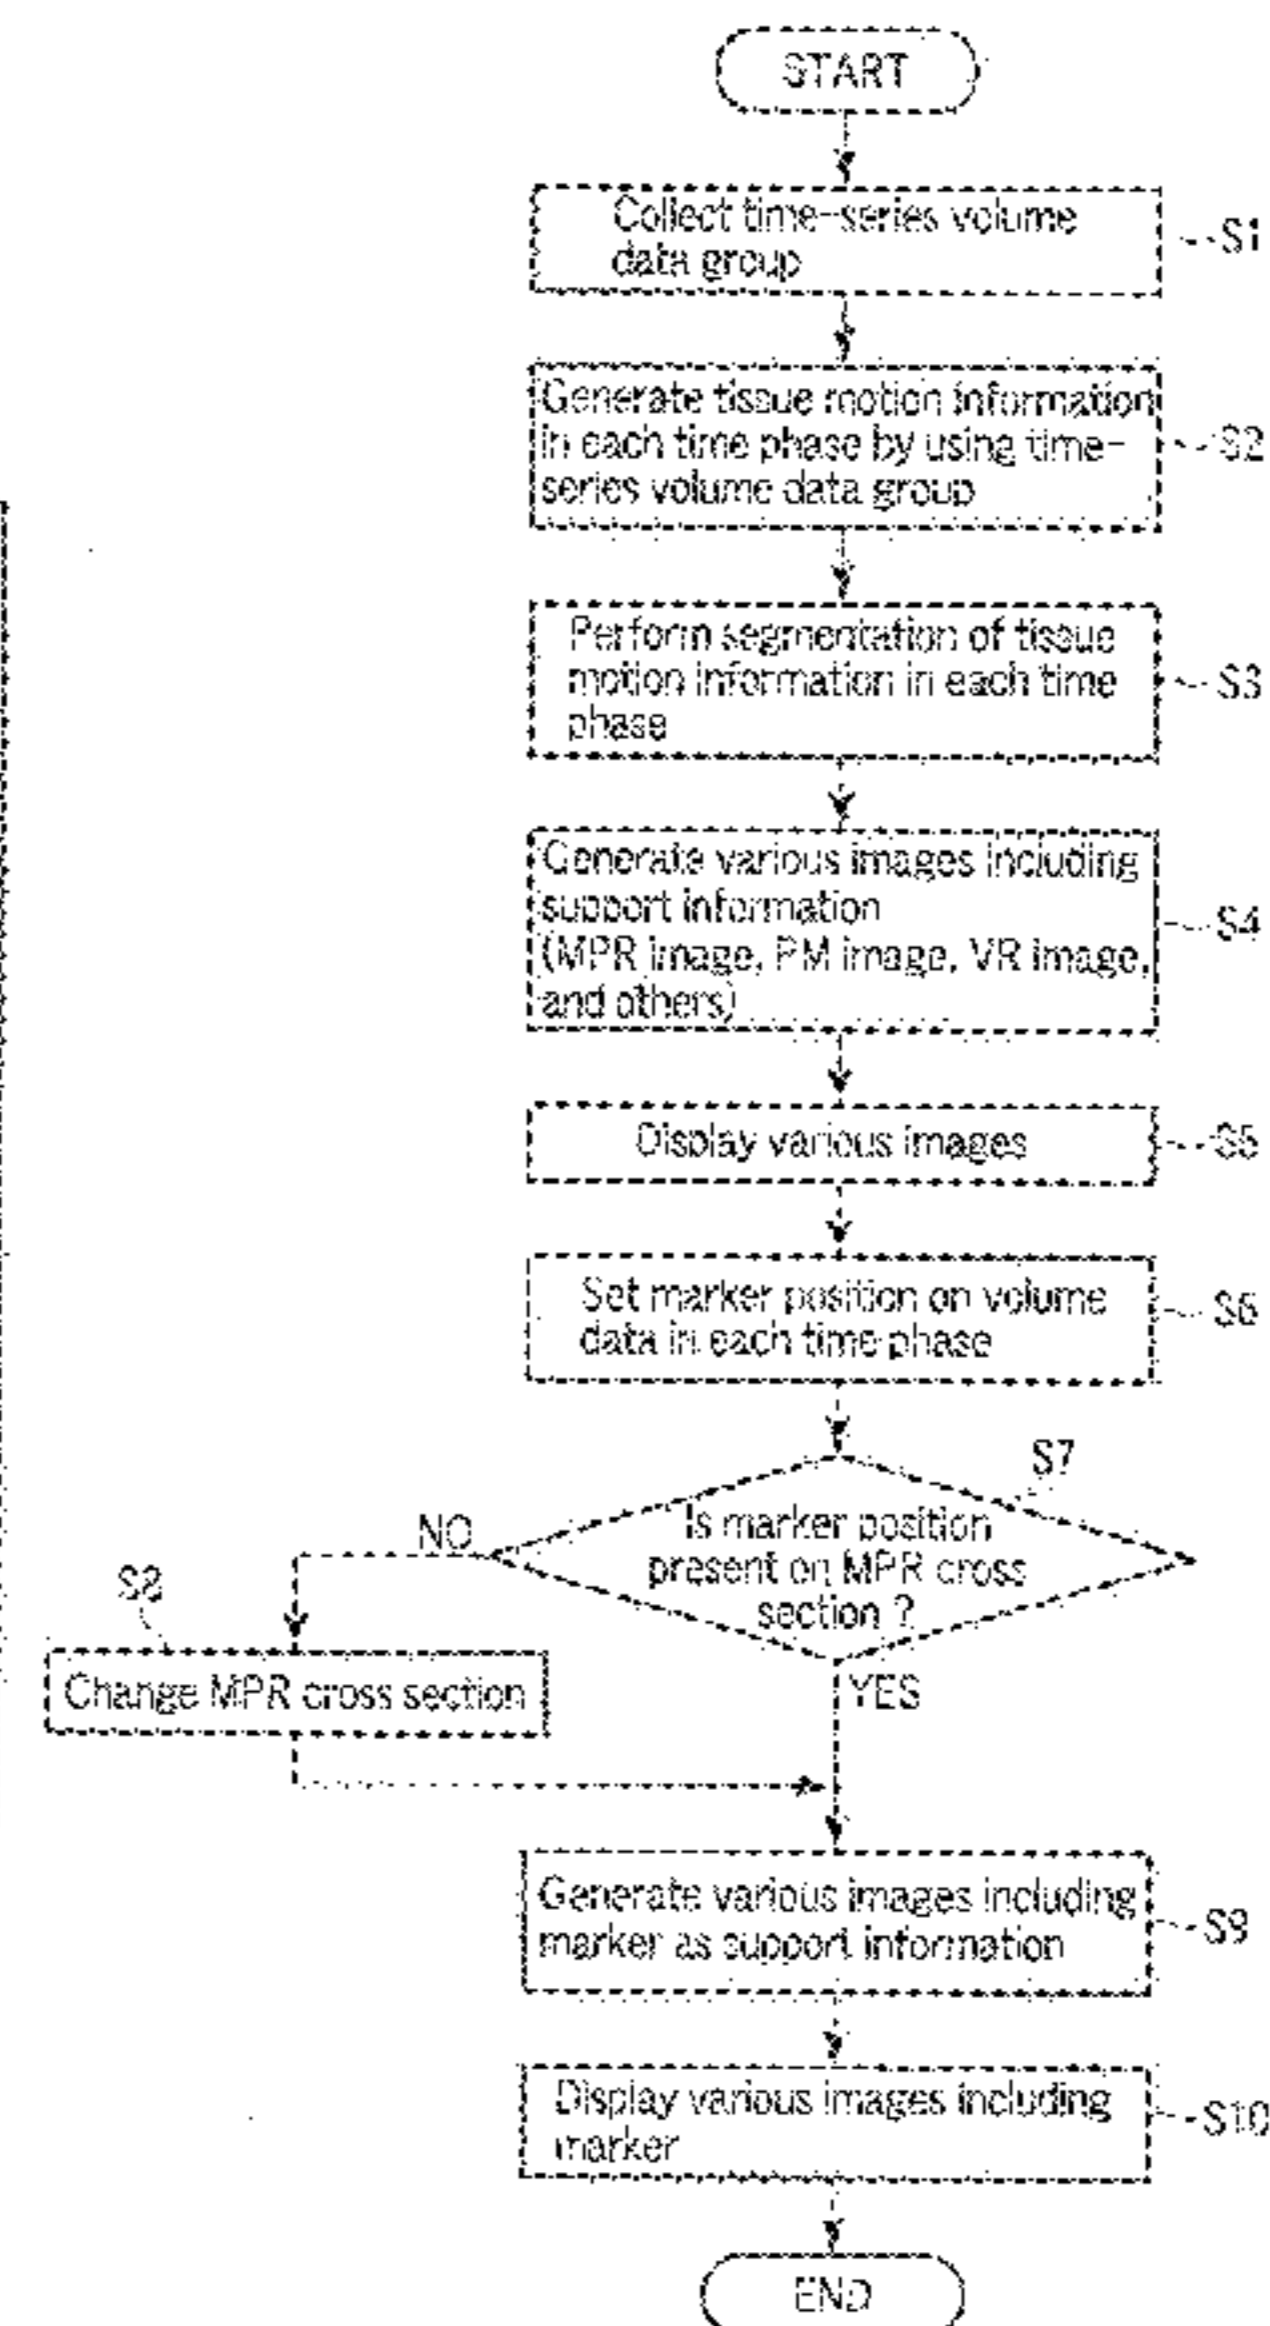 START
Collect time-series volume
data group
S1
Generate tissue motion information
in each time phase by using time-
series volume data group
S2
Perform segmentation of tissue
motion information in each time
phase
S3
Generate various images including
support information
(MPR image, PM image, VR image,
and others)
S4
Display various images
S5
Set marker position on volume
data in each time phase
S6
S7
Is marker position
present on MPR cross
section ?
NO
S8
Change MPR cross section
YES
Generate various images including
marker as support information
S9
Display various images including
marker
S10
END